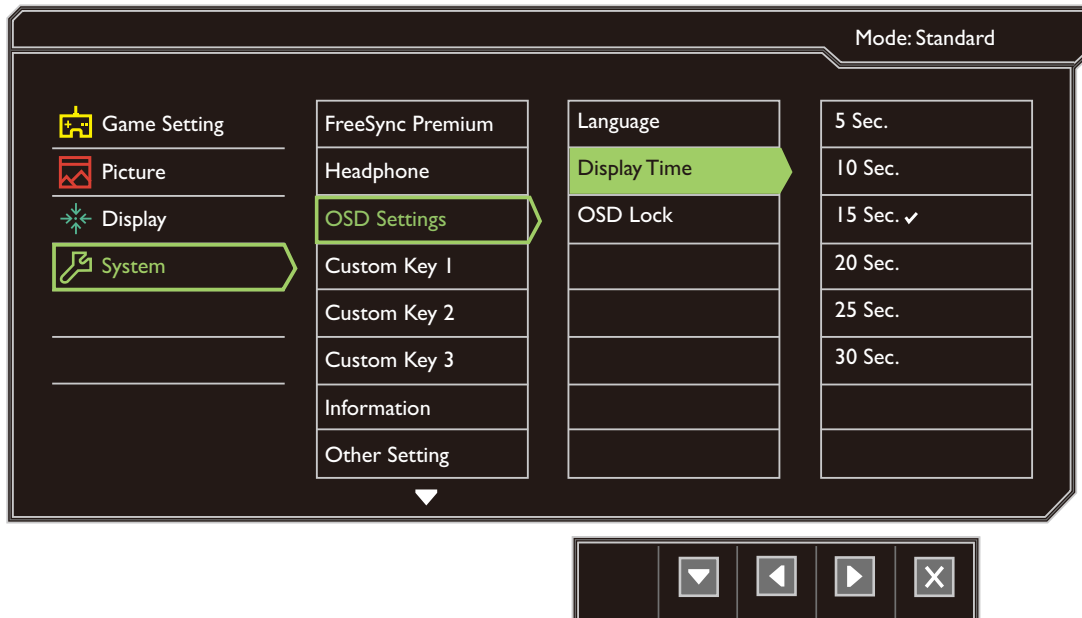 Mode: Standard
Game Setting
Picture
Display
System
FreeSync Premium
Headphone
OSD Settings
Custom Key 1
Custom Key 2
Custom Key 3
Information
Other Setting
Language
Display Time
OSD Lock
5 Sec.
10 Sec.
15 Sec.
20 Sec.
25 Sec.
30 Sec.